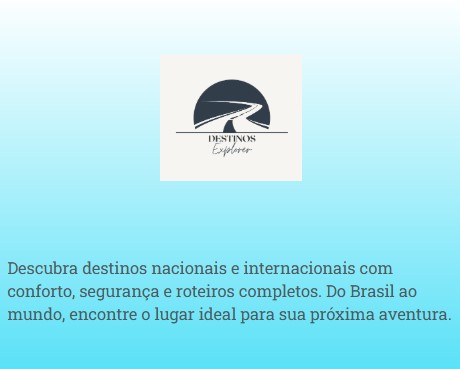 DESTINOS
Explorer
Descubra destinos nacionais e internacionais com
conforto, segurança e roteiros completos. Do Brasil ao
mundo, encontre o lugar ideal para sua próxima aventura.